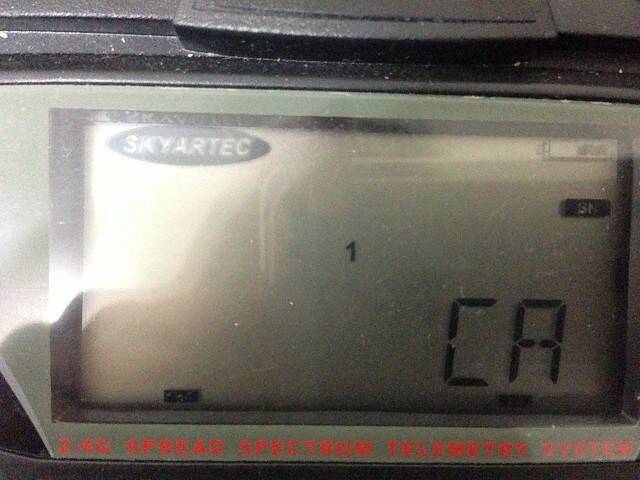 SKYARTEC
1
CA
2.4G SPREAD SPECTRUM TELEMETRY SYSTEM